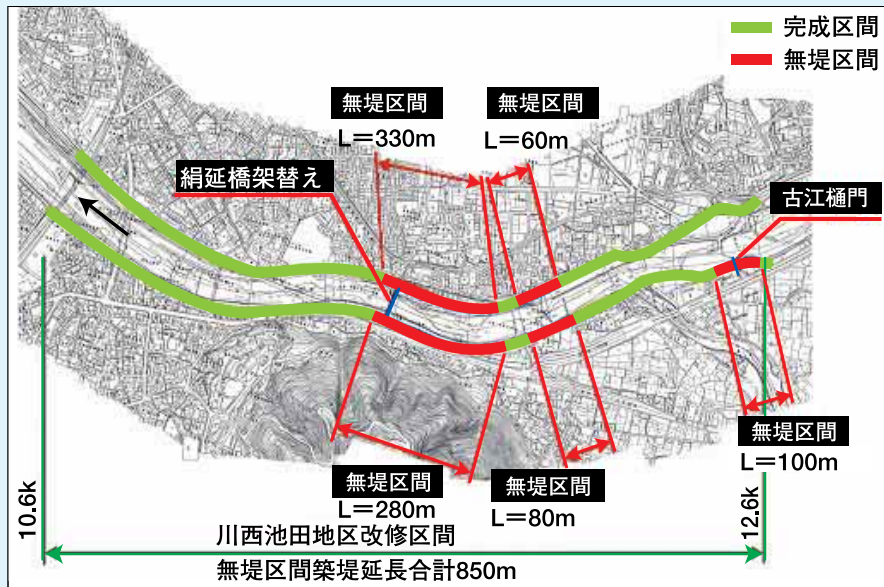 完成区間
無堤区間
無堤区間
L=330m
無堤区間
L=60m
絹延橋架替え
古江樋門
無堤区間
L=280m
無堤区間
L=80m
無堤区間
L=100m
10.6k
12.6k
川西池田地区改修区間
無堤区間築堤延長合計850m